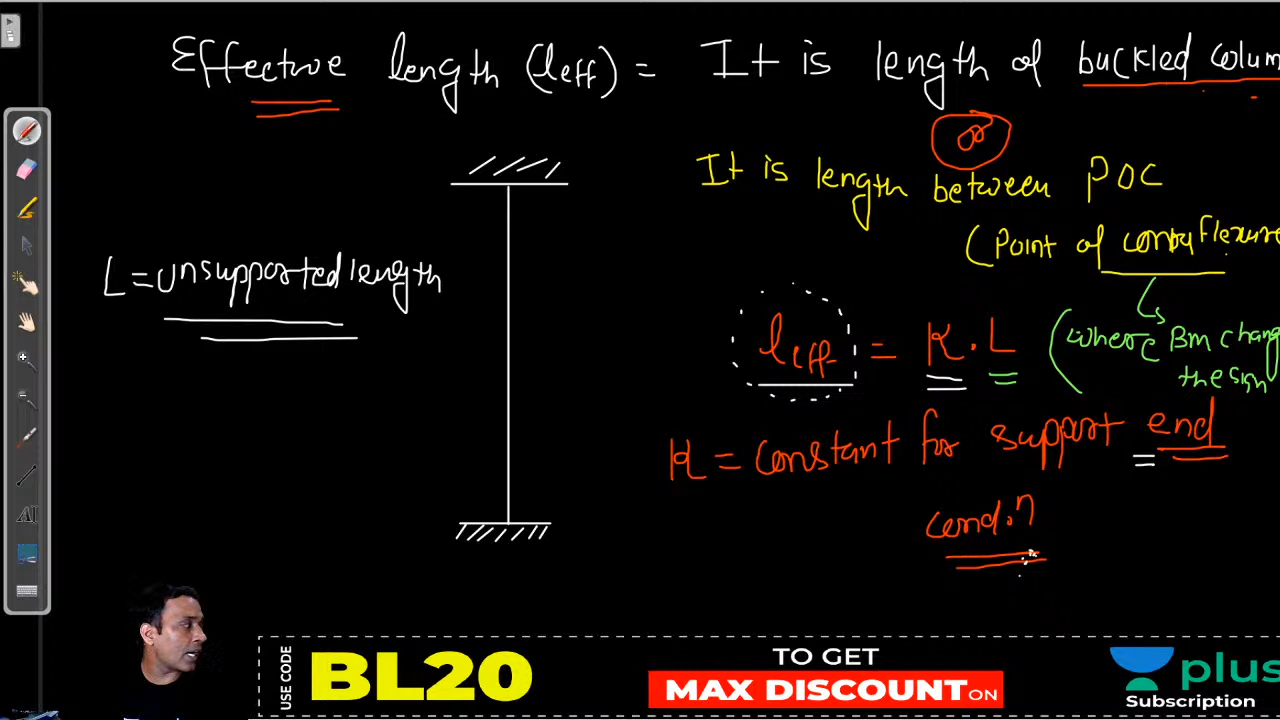 Effective length (leff) = It is length of buckled colum
or
It is length between POC
(Point of contraflexure
L = unsupported length
leff = K . L (where BM chang
the sign
K = constant for support end
condn
USE CODE
BL20
TO GET
MAX DISCOUNT ON
plus
Subscription
AI